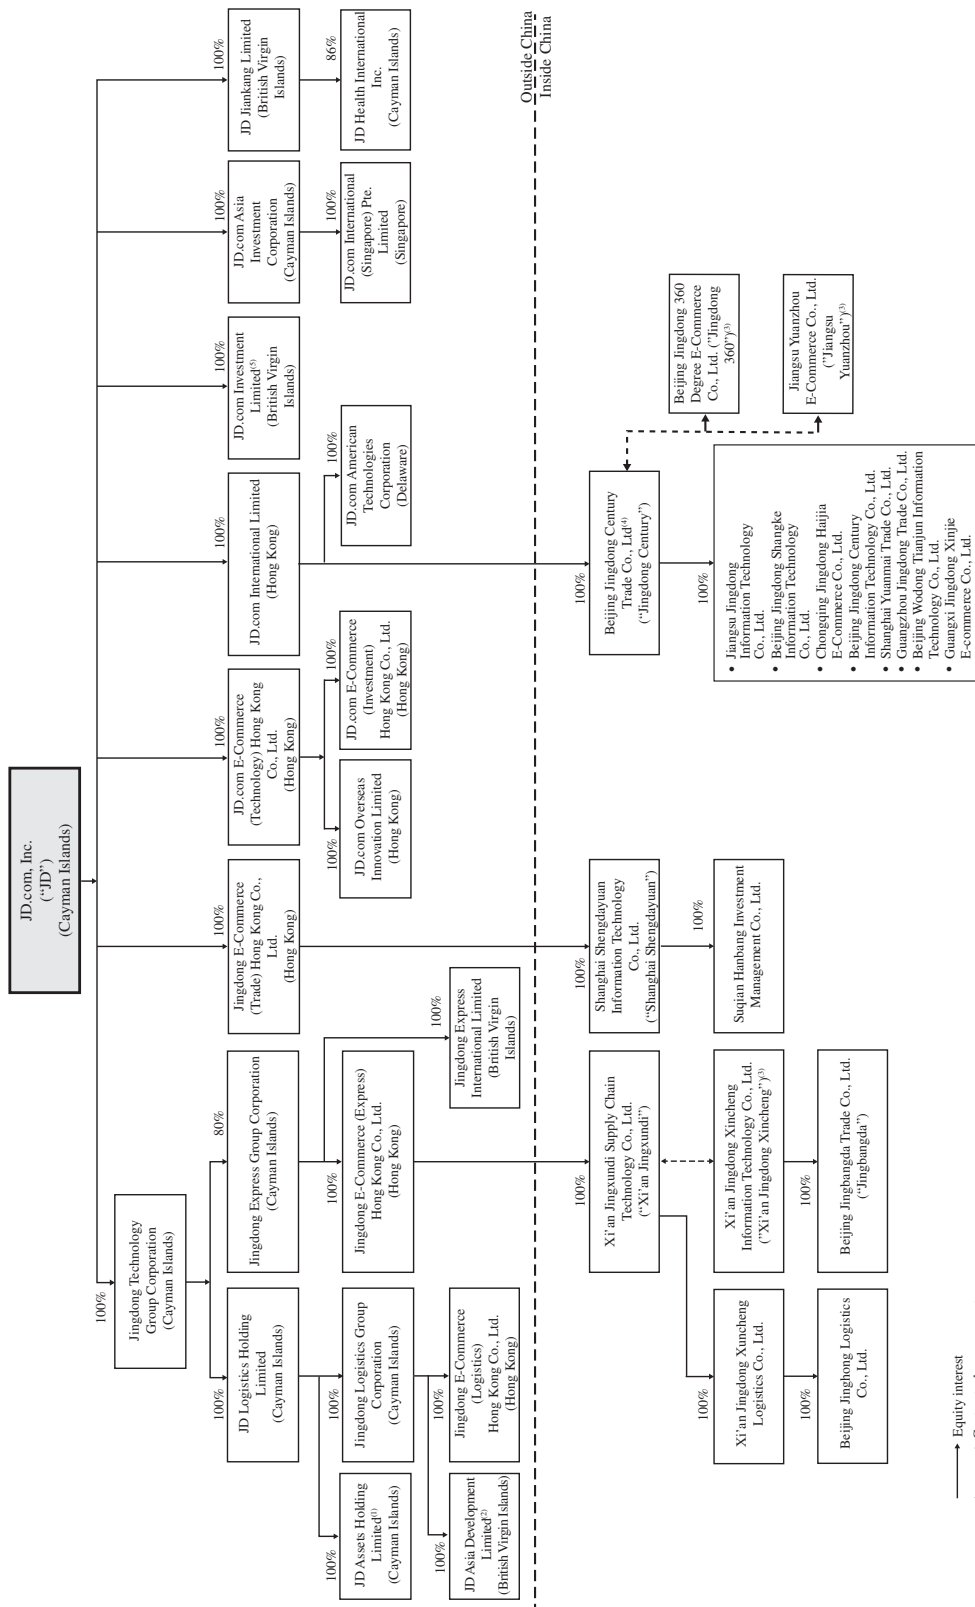 JD.com, Inc.
(“JD”)
(Cayman Islands)
100%
Jingdong Technology
Group Corporation
(Cayman Islands)
100%
JD Logistics Holding
Limited
(Cayman Islands)
80%
Jingdong Express Group Corporation
(Cayman Islands)
100%
Jingdong E-Commerce
(Trade) Hong Kong Co.,
Ltd.
(Hong Kong)
100%
JD.com E-Commerce
(Technology) Hong Kong
Co., Ltd.
(Hong Kong)
100%
JD.com International Limited
(Hong Kong)
100%
JD.com Investment
Limited(5)
(British Virgin
Islands)
100%
JD.com Asia
Investment
Corporation
(Cayman Islands)
100%
JD Jiankang Limited
(British Virgin
Islands)
100%
JD Assets Holding
Limited(1)
(Cayman Islands)
100%
Jingdong Logistics Group
Corporation
(Cayman Islands)
100%
Jingdong E-Commerce (Express)
Hong Kong Co., Ltd.
(Hong Kong)
100%
JD.com Overseas
Innovation Limited
(Hong Kong)
100%
JD.com E-Commerce
(Investment)
Hong Kong Co., Ltd.
(Hong Kong)
100%
JD.com American
Technologies
Corporation
(Delaware)
100%
JD.com International
(Singapore) Pte.
Limited
(Singapore)
86%
JD Health International
Inc.
(Cayman Islands)
100%
JD Asia Development
Limited(2)
(British Virgin Islands)
100%
Jingdong E-Commerce
(Logistics)
Hong Kong Co., Ltd.
(Hong Kong)
100%
Jingdong Express
International Limited
(British Virgin
Islands)
Outside China
Inside China
100%
Xi’an Jingxundi Supply Chain
Technology Co., Ltd.
(“Xi’an Jingxundi”)
100%
Shanghai Shengdayuan
Information Technology
Co., Ltd.
(“Shanghai Shengdayuan”)
100%
Beijing Jingdong Century
Trade Co., Ltd(4)
(“Jingdong Century”)
Beijing Jingdong 360
Degree E-Commerce
Co., Ltd. ("Jingdong
360")(3)
Jiangsu Yuanzhou
E-Commerce Co., Ltd.
("Jiangsu
Yuanzhou")(3)
100%
Xi’an Jingdong Xuncheng
Logistics Co., Ltd.
Xi’an Jingdong Xincheng
Information Technology Co., Ltd.
("Xi’an Jingdong Xincheng")(3)
100%
Suqian Hanbang Investment
Management Co., Ltd.
100%
• Jiangsu Jingdong
Information Technology
Co., Ltd.
• Beijing Jingdong Shangke
Information Technology
Co., Ltd.
• Chongqing Jingdong Haijia
E-Commerce Co., Ltd.
• Beijing Jingdong Century
Information Technology Co., Ltd.
• Shanghai Yuanmai Trade Co., Ltd.
• Guangzhou Jingdong Trade Co., Ltd.
• Beijing Wodong Tianjun Information
Technology Co., Ltd.
• Guangxi Jingdong Xinjie
E-commerce Co., Ltd.
100%
Beijing Jinghong Logistics
Co., Ltd.
100%
Beijing Jingbangda Trade Co., Ltd.
(“Jingbangda”)
Equity interest